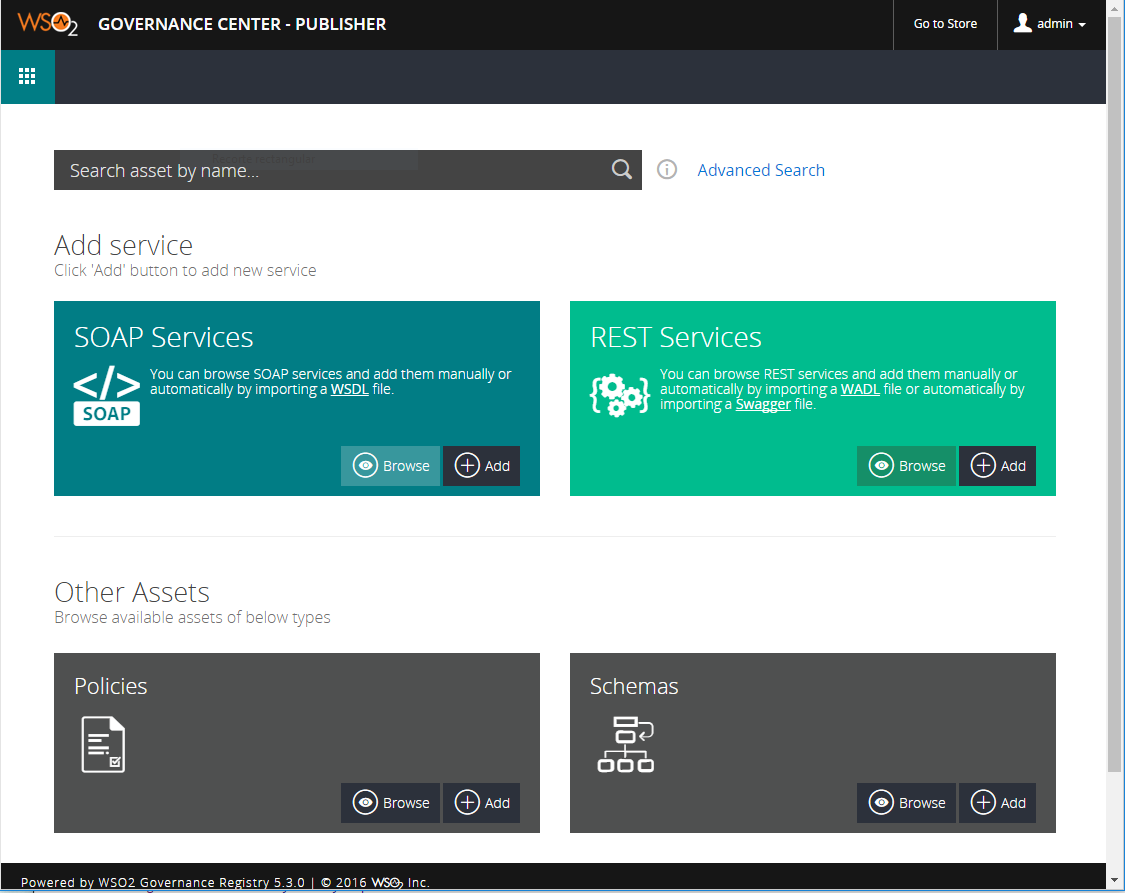 WSO2 GOVERNANCE CENTER - PUBLISHER
Go to Store
admin
Search asset by name...
Advanced Search
Add service
Click 'Add' button to add new service
SOAP Services
You can browse SOAP services and add them manually or
automatically by importing a WSDL file.
</>
SOAP
Browse
Add
REST Services
You can browse REST services and add them manually or
automatically by importing a WADL file or automatically by
importing a Swagger file.
Browse
Add
Other Assets
Browse available assets of below types
Policies
Browse
Add
Schemas
Browse
Add
Powered by WSO2 Governance Registry 5.3.0 | © 2016 WSO2 Inc.